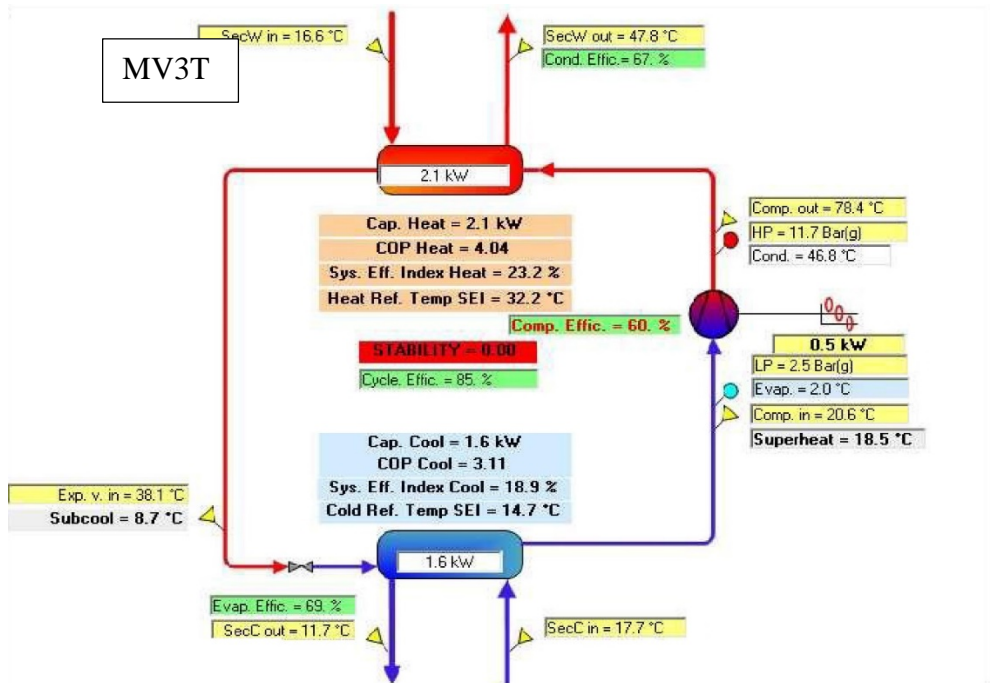 SecW in = 16.6 °C
SecW out = 47.8 °C
Cond. Effic.= 67. %
MV3T
2.1 kW
Comp. out = 78.4 °C
HP = 11.7 Bar(g)
Cond. = 46.8 °C
Cap. Heat = 2.1 kW
COP Heat = 4.04
Sys. Eff. Index Heat = 23.2 %
Heat Ref. Temp SEI = 32.2 °C
Comp. Effic. = 60. %
0.5 kW
STABILITY = 0.00
Cycle. Effic. = 85. %
LP = 2.5 Bar(g)
Evap. = 2.0 °C
Comp. in = 20.6 °C
Superheat = 18.5 °C
Cap. Cool = 1.6 kW
COP Cool = 3.11
Sys. Eff. Index Cool = 18.9 %
Cold Ref. Temp SEI = 14.7 °C
Exp. v. in = 38.1 °C
Subcool = 8.7 °C
1.6 kW
Evap. Effic. = 69. %
SecC out = 11.7 °C
SecC in = 17.7 °C